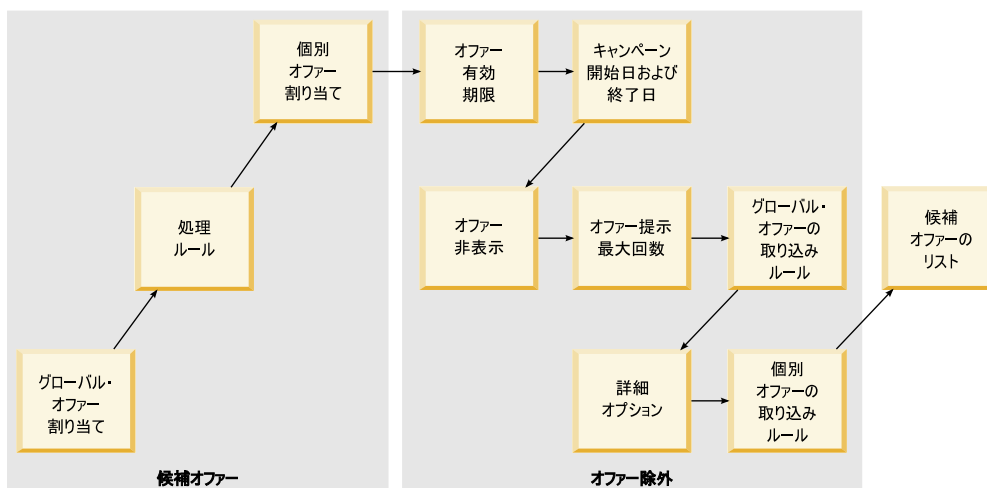 個別
オファー
割り当て
オファー
有効
期限
キャンペーン
開始日および
終了日
処理
ルール
オファー
非表示
オファー提示
最大回数
グローバル・
オファーの
取り込み
ルール
候補
オファーの
リスト
グローバル・
オファー
割り当て
詳細
オプション
個別
オファーの
取り込み
ルール
候補オファー
オファー除外